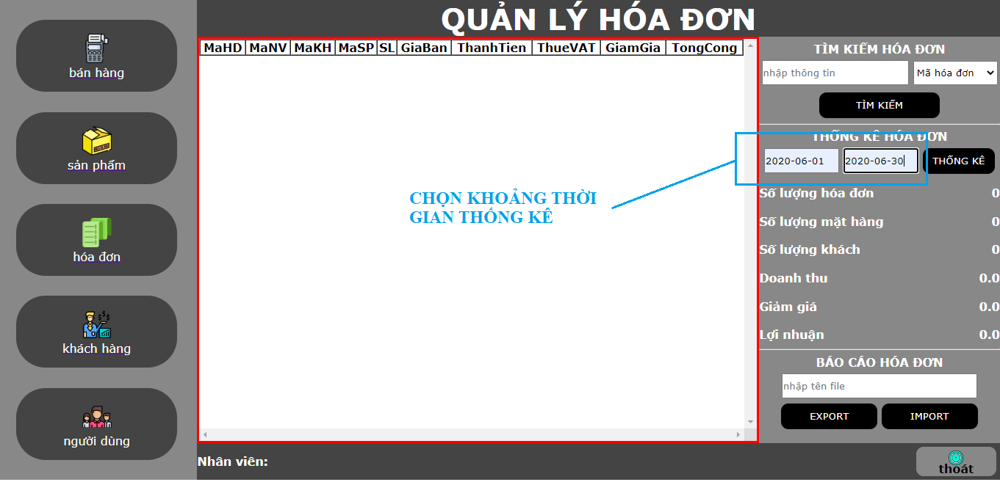 QUẢN LÝ HÓA ĐƠN
bán hàng
sản phẩm
hóa đơn
khách hàng
người dùng
MaHD MaNV MaKH MaSP SL GiaBan ThanhTien ThueVAT GiamGia TongCong
CHỌN KHOẢNG THỜI
GIAN THỐNG KÊ
TÌM KIẾM HÓA ĐƠN
nhập thông tin Mã hóa đơn
TÌM KIẾM
THỐNG KÊ HÓA ĐƠN
2020-06-01 2020-06-30 THỐNG KÊ
Số lượng hóa đơn 0
Số lượng mặt hàng 0
Số lượng khách 0
Doanh thu 0.0
Giảm giá 0.0
Lợi nhuận 0.0
BÁO CÁO HÓA ĐƠN
nhập tên file
EXPORT IMPORT
Nhân viên:
thoát